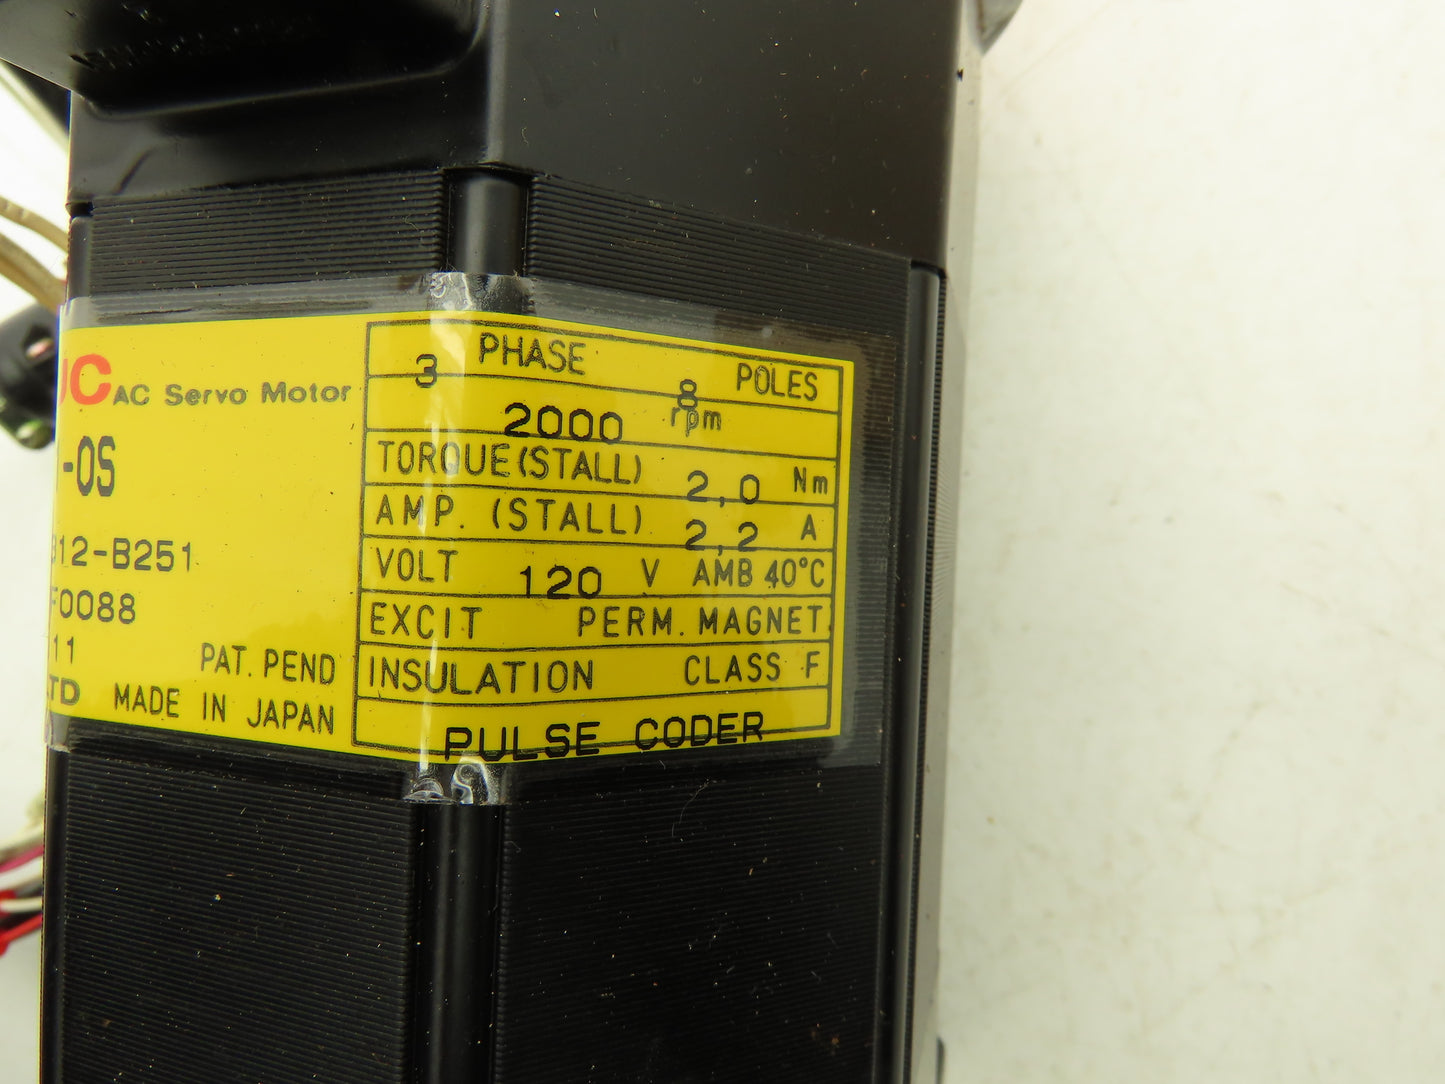 UC AC Servo Motor
-0S
312-B251
F0088
11 PAT. PEND
LTD MADE IN JAPAN
3 PHASE 8 POLES
2000 rpm
TORQUE(STALL) 2,0 Nm
AMP. (STALL) 2,2 A
VOLT 120 V AMB 40°C
EXCIT PERM. MAGNET
INSULATION CLASS F
PULSE CODER